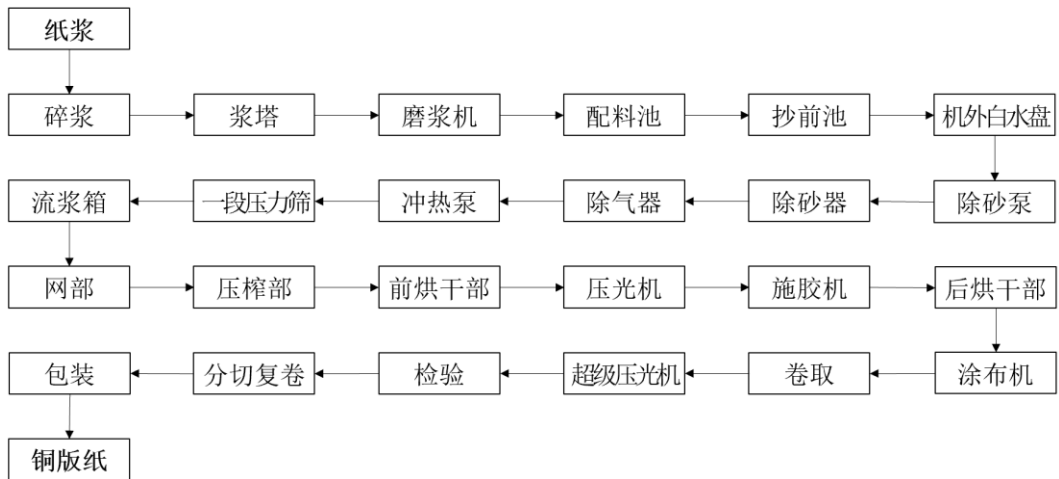 纸浆
碎浆
浆塔
磨浆机
配料池
抄前池
机外白水盘
除砂泵
除砂器
除气器
冲热泵
一段压力筛
流浆箱
网部
压榨部
前烘干部
压光机
施胶机
后烘干部
涂布机
卷取
超级压光机
检验
分切复卷
包装
铜版纸